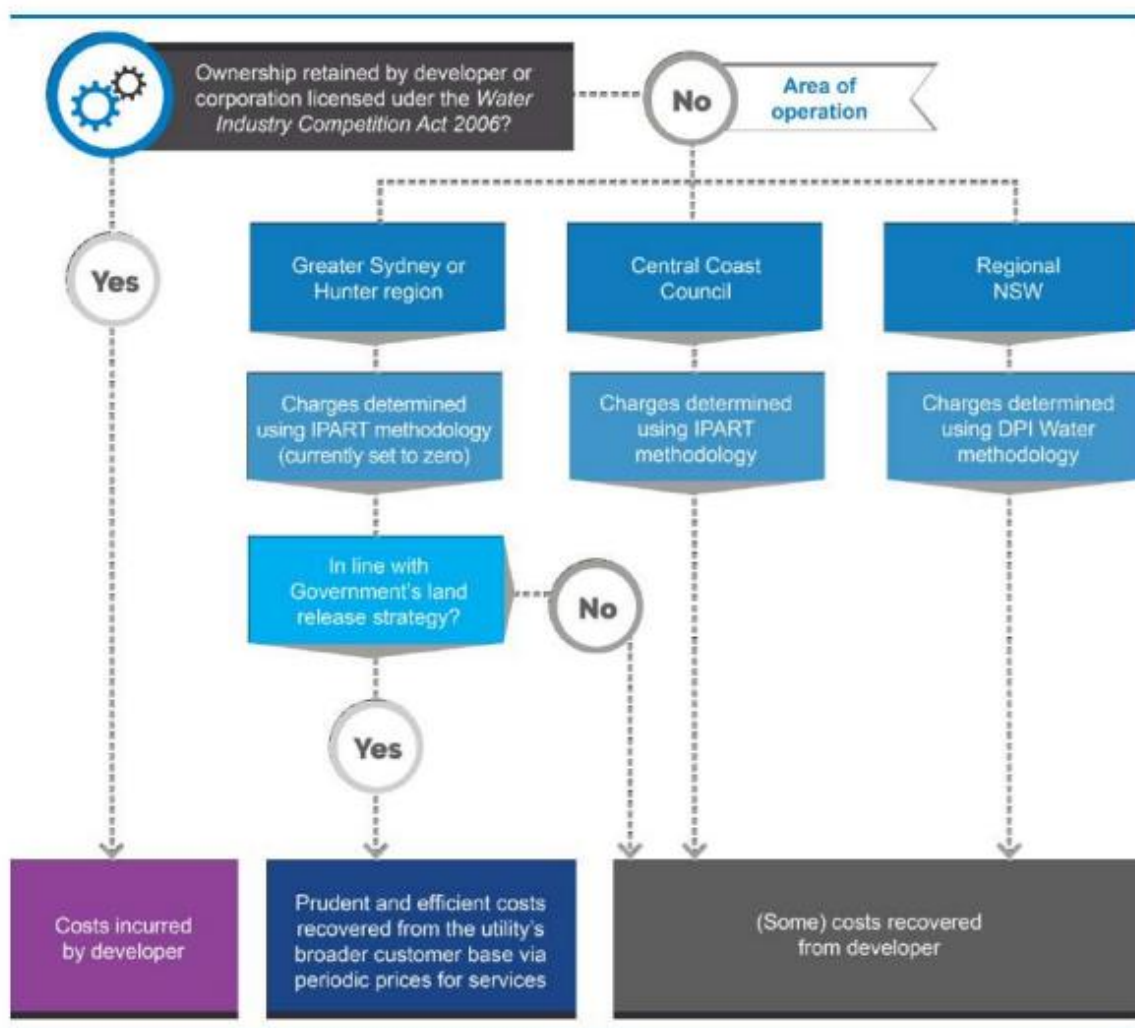 Ownership retained by developer or
corporation licensed uder the Water
Industry Competition Act 2006?
No
Area of
operation
Yes
Greater Sydney or
Hunter region
Central Coast
Council
Regional
NSW
Charges determined
using IPART methodology
(currently set to zero)
Charges determined
using IPART
methodology
Charges determined
using DPI Water
methodology
In line with
Government's land
release strategy?
No
Yes
Costs incurred
by developer
Prudent and efficient costs
recovered from the utility's
broader customer base via
periodic prices for services
(Some) costs recovered
from developer